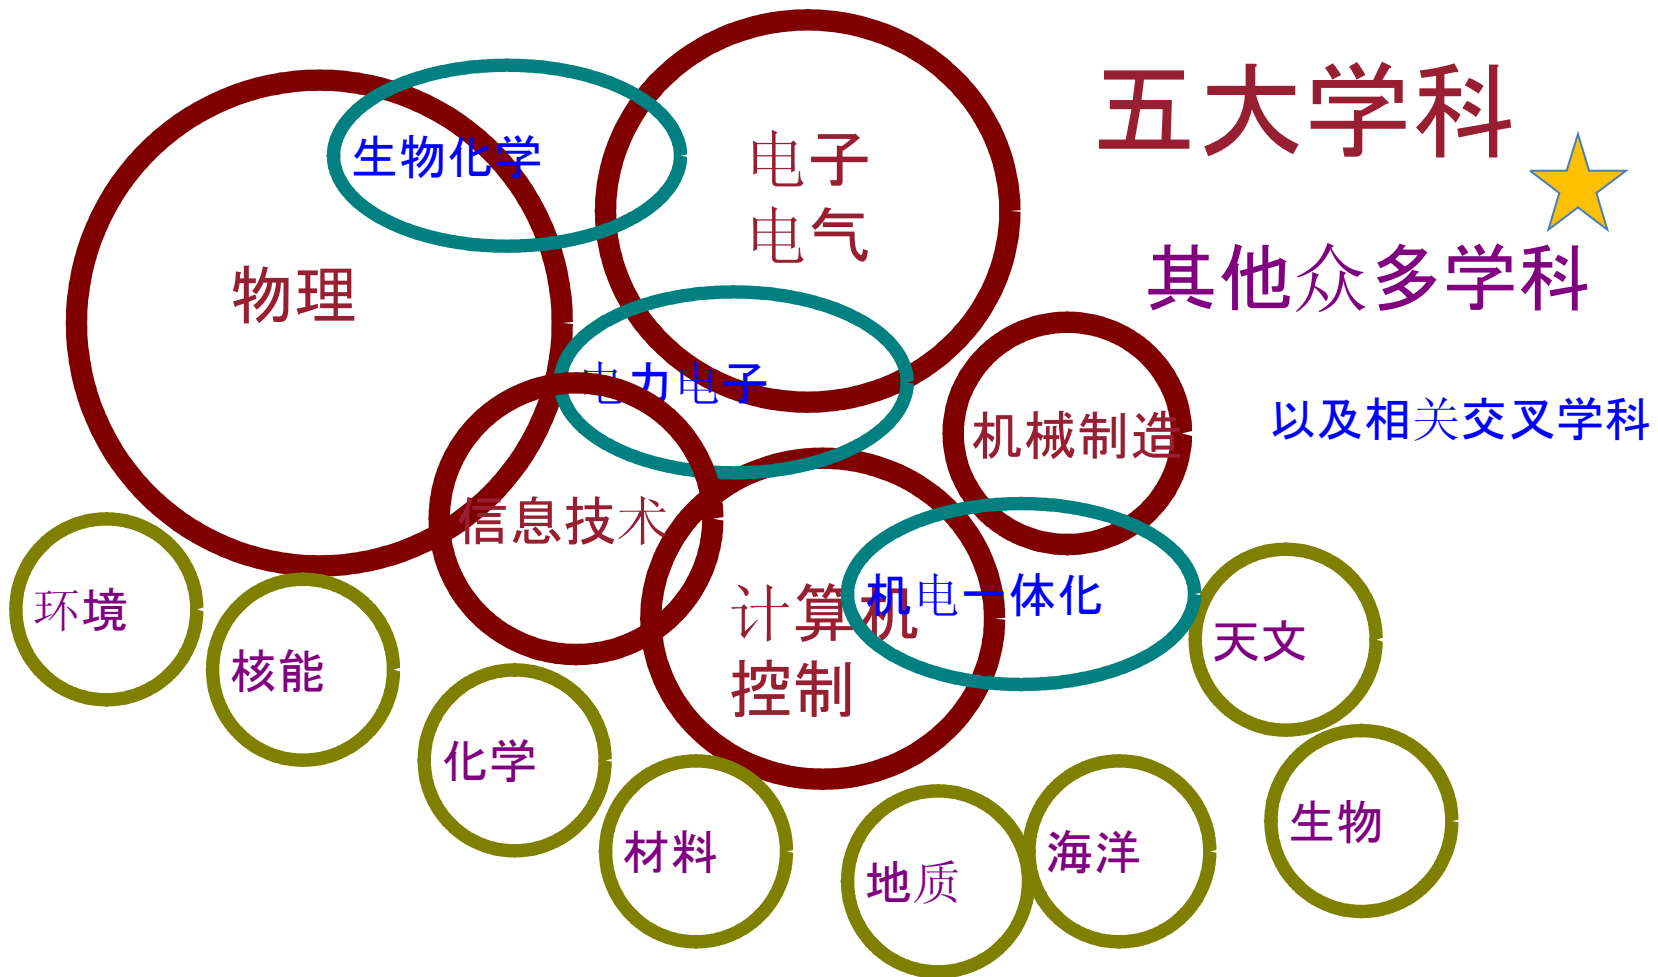 五大学科
其他众多学科
以及相关交叉学科
生物化学
电子
电气
物理
电力电子
机械制造
信息技术
计算机
控制
机电一体化
环境
核能
化学
材料
地质
海洋
天文
生物